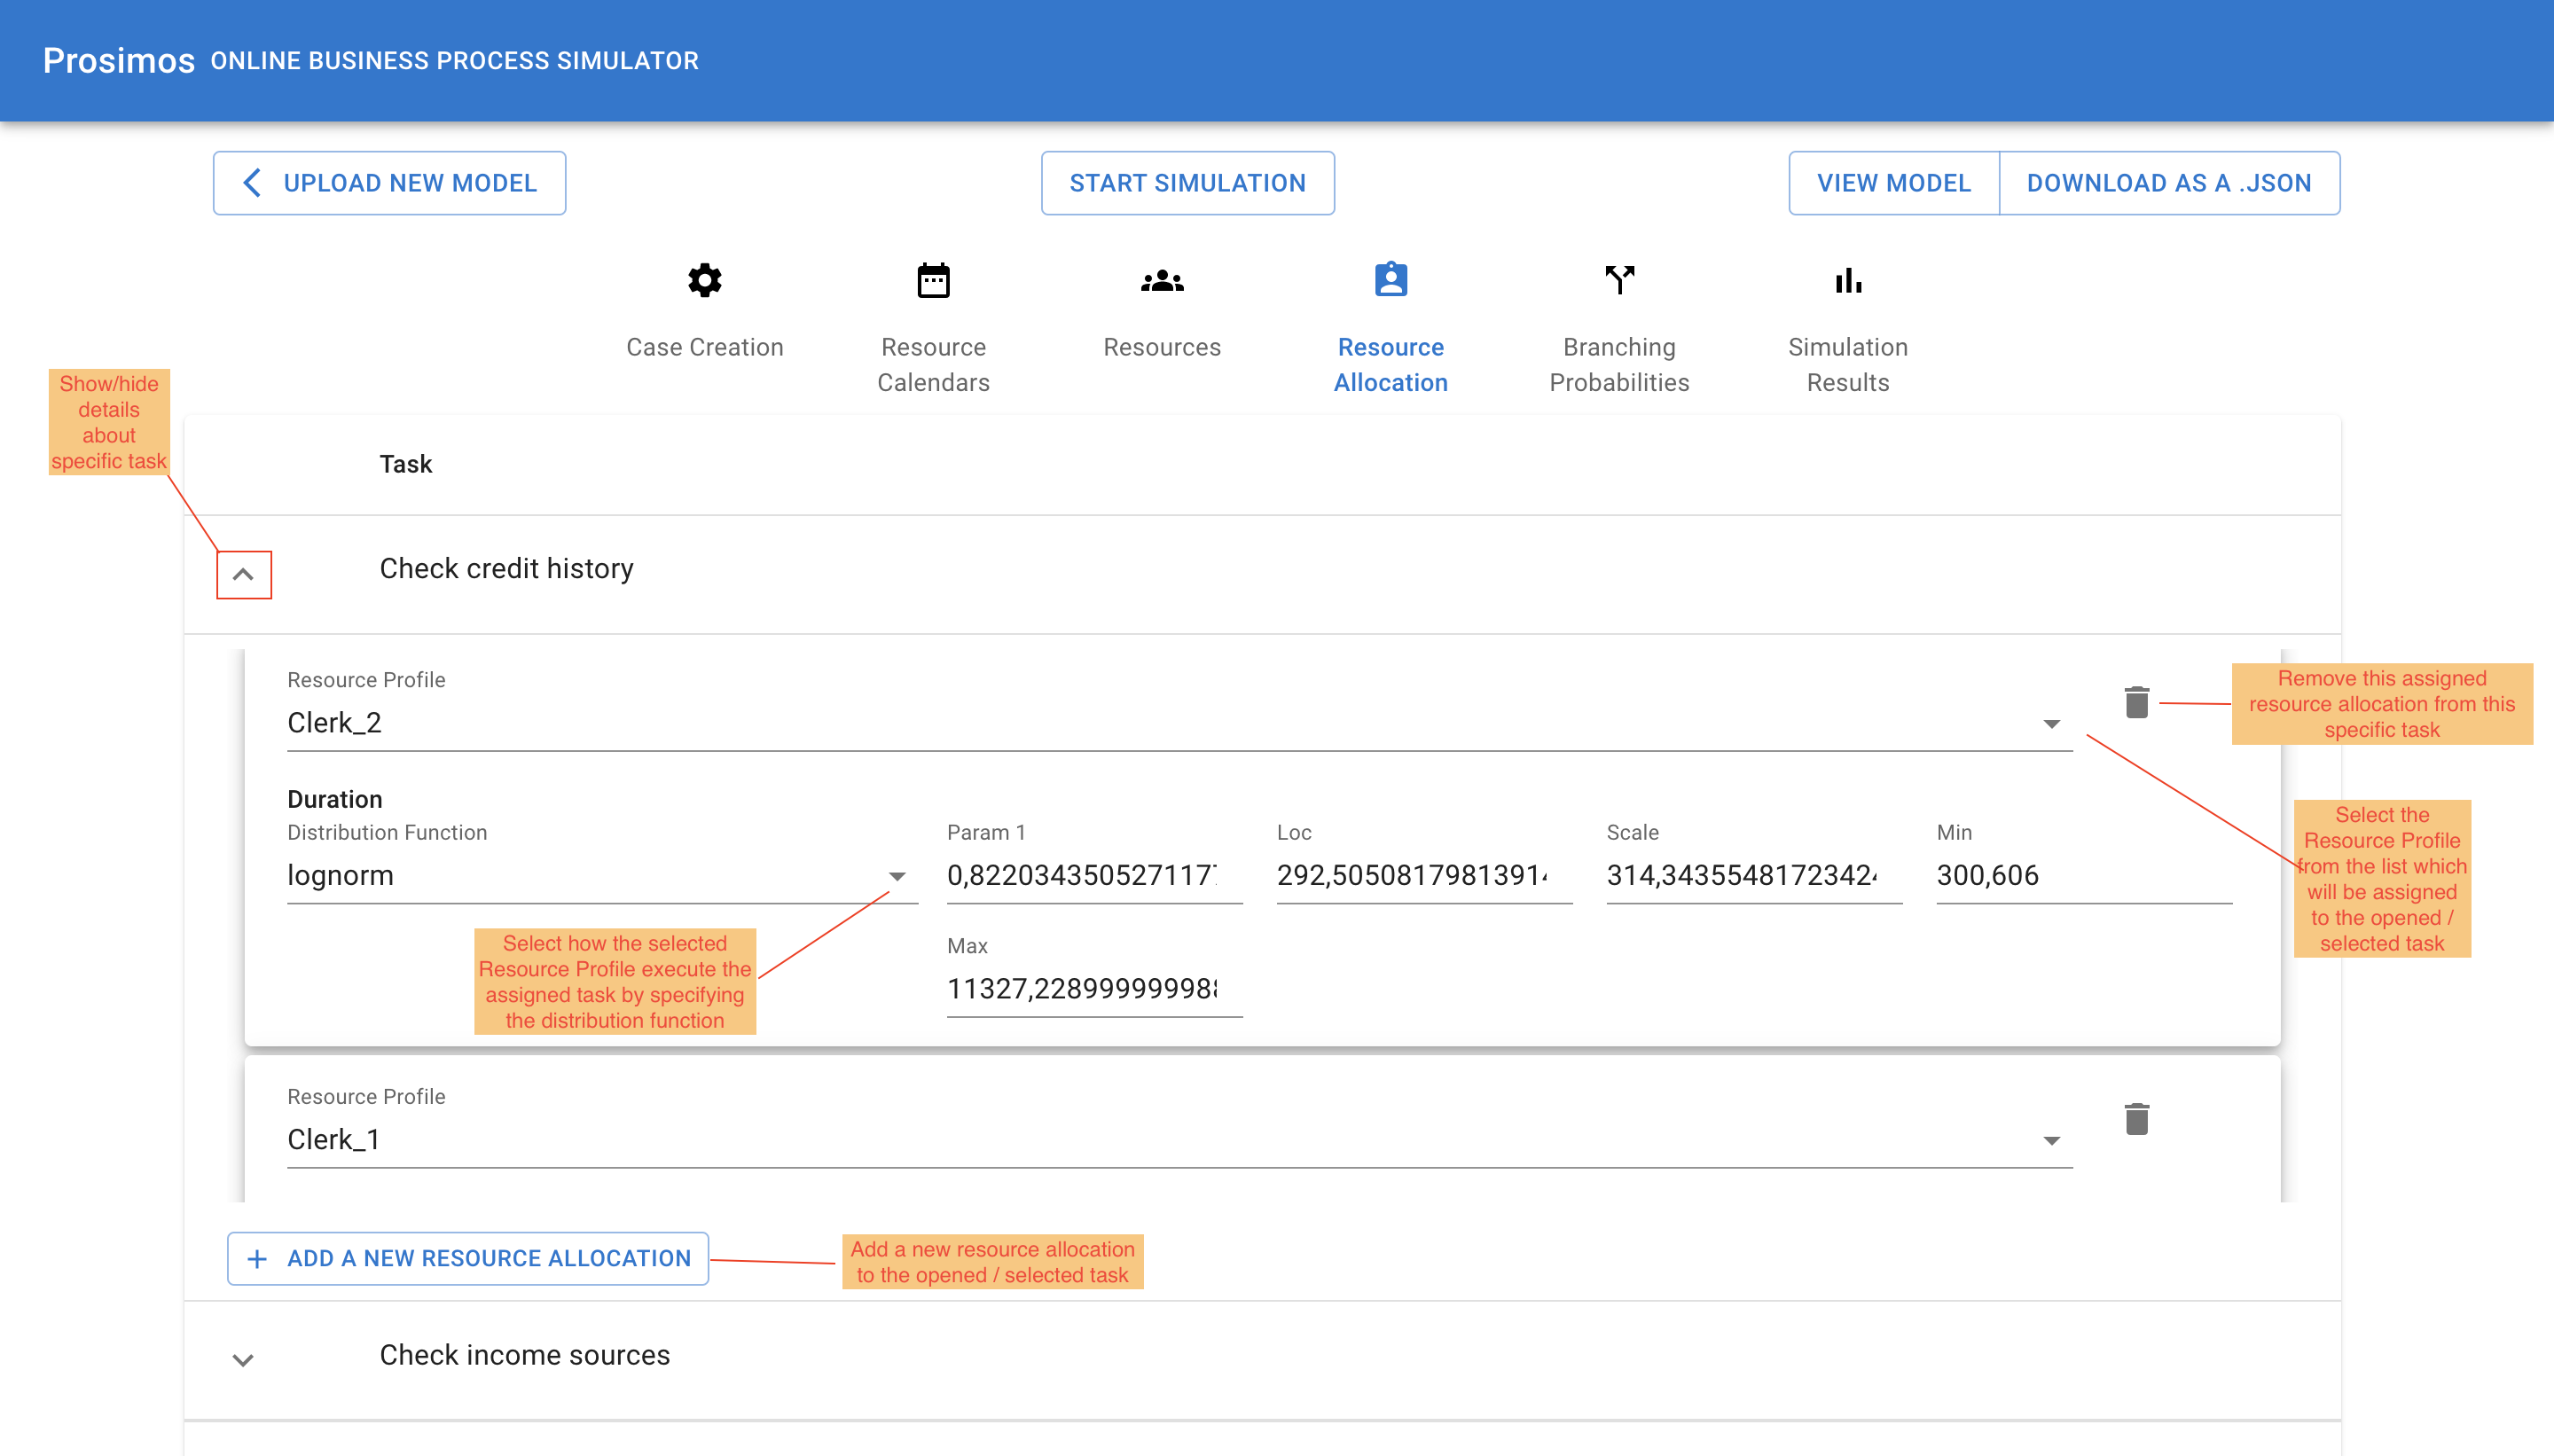 Prosimos ONLINE BUSINESS PROCESS SIMULATOR
UPLOAD NEW MODEL
START SIMULATION
VIEW MODEL
DOWNLOAD AS A .JSON
Case Creation
Resource
Calendars
Resources
Resource
Allocation
Branching
Probabilities
Simulation
Results
Show/hide
details
about
specific task
Task
Check credit history
Resource Profile
Clerk_2
Remove this assigned
resource allocation from this
specific task
Duration
Distribution Function
lognorm
Param 1
0,8220343505271177
Loc
292,50508179813914
Scale
314,34355481723424
Min
300,606
Select the
Resource Profile
from the list which
will be assigned
to the opened /
selected task
Select how the selected
Resource Profile execute the
assigned task by specifying
the distribution function
Max
11327,228999999988
Resource Profile
Clerk_1
+ ADD A NEW RESOURCE ALLOCATION
Add a new resource allocation
to the opened / selected task
Check income sources